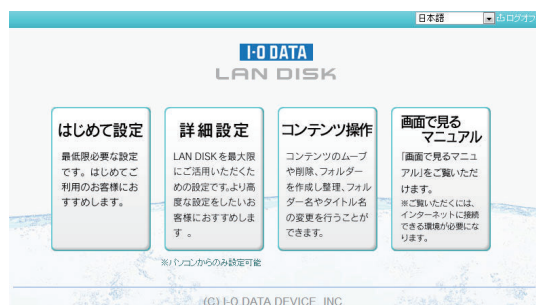 日本語
ログオフ
I-O DATA
LAN DISK
はじめて設定
最低限必要な設定
です。はじめてご
利用のお客様にお
すすめします。
詳細設定
LAN DISKを最大限
にご活用いただくた
めの設定です。より高
度な設定をしたいお
客様におすすめしま
す。
※パソコンからのみ設定可能
コンテンツ操作
コンテンツのムーブ
や削除、フォルダー
を作成し整理、フォル
ダー名やタイトル名
の変更を行うことが
できます。
画面で見る
マニュアル
「画面で見るマニュ
アル」をご覧いただ
けます。
※ご覧いただくには、
インターネットに接続
できる環境が必要にな
ります。
(C) I-O DATA DEVICE, INC.